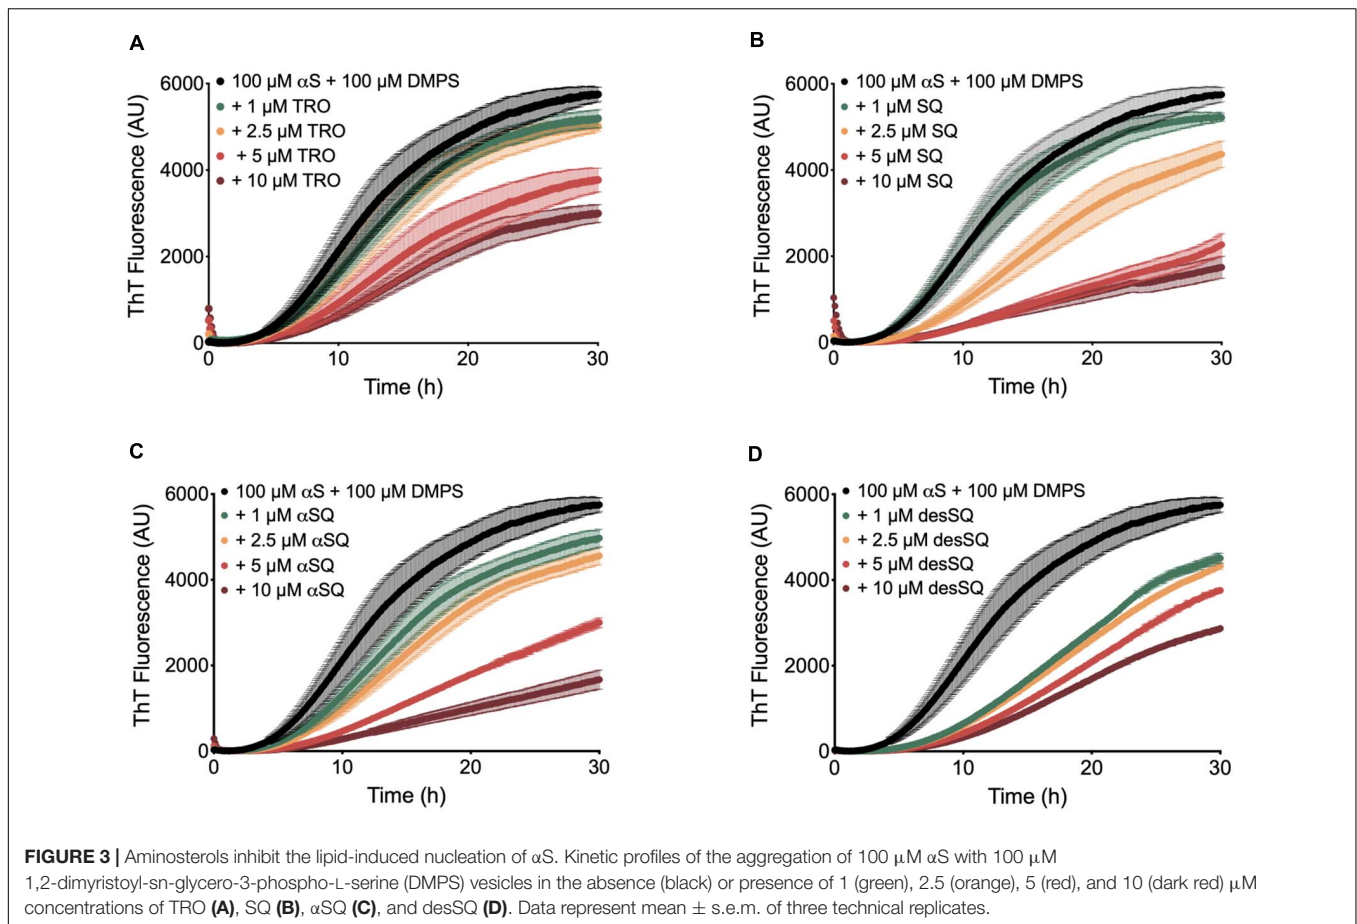 A
6000
4000
2000
0
ThT Fluorescence (AU)
100 µM αS + 100 µM DMPS
+ 1 µM TRO
+ 2.5 µM TRO
+ 5 µM TRO
+ 10 µM TRO
0 10 20 30
Time (h)
B
6000
4000
2000
0
ThT Fluorescence (AU)
100 µM αS + 100 µM DMPS
+ 1 µM SQ
+ 2.5 µM SQ
+ 5 µM SQ
+ 10 µM SQ
0 10 20 30
Time (h)
C
6000
4000
2000
0
ThT Fluorescence (AU)
100 µM αS + 100 µM DMPS
+ 1 µM αSQ
+ 2.5 µM αSQ
+ 5 µM αSQ
+ 10 µM αSQ
0 10 20 30
Time (h)
D
6000
4000
2000
0
ThT Fluorescence (AU)
100 µM αS + 100 µM DMPS
+ 1 µM desSQ
+ 2.5 µM desSQ
+ 5 µM desSQ
+ 10 µM desSQ
0 10 20 30
Time (h)
FIGURE 3 | Aminosterols inhibit the lipid-induced nucleation of αS. Kinetic profiles of the aggregation of 100 µM αS with 100 µM
1,2-dimyristoyl-sn-glycero-3-phospho-L-serine (DMPS) vesicles in the absence (black) or presence of 1 (green), 2.5 (orange), 5 (red), and 10 (dark red) µM
concentrations of TRO (A), SQ (B), αSQ (C), and desSQ (D). Data represent mean ± s.e.m. of three technical replicates.